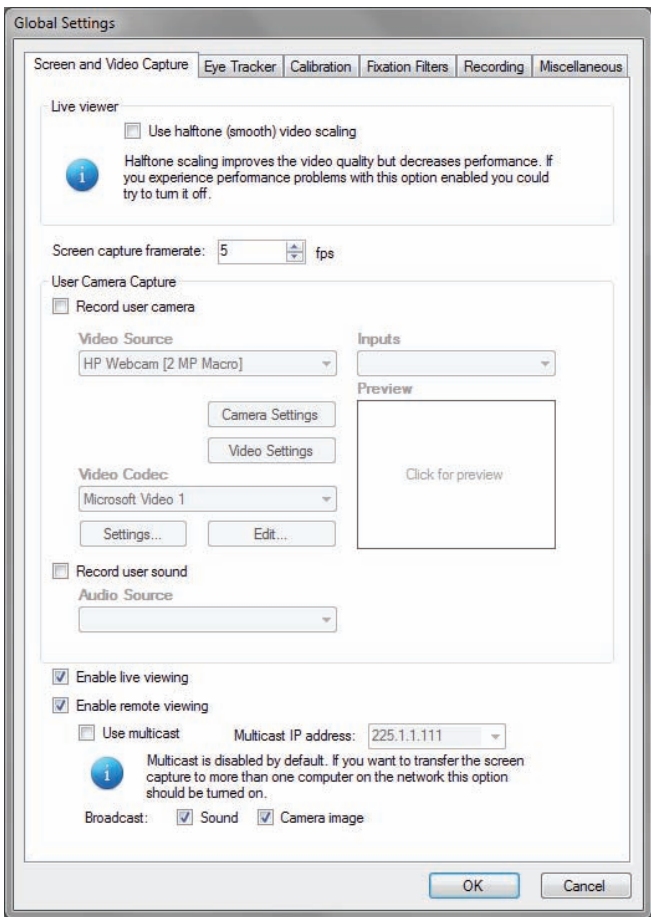 Global Settings
Screen and Video Capture Eye Tracker Calibration Fixation Filters Recording Miscellaneous
Live viewer
Use halftone (smooth) video scaling
Halftone scaling improves the video quality but decreases performance. If
you experience performance problems with this option enabled you could
try to turn it off.
Screen capture framerate: 5 fps
User Camera Capture
Record user camera
Video Source Inputs
HP Webcam [2 MP Macro]
Preview
Camera Settings
Video Settings
Click for preview
Video Codec
Microsoft Video 1
Settings... Edit...
Record user sound
Audio Source
Enable live viewing
Enable remote viewing
Use multicast Multicast IP address: 225.1.1.111
Multicast is disabled by default. If you want to transfer the screen
capture to more than one computer on the network this option
should be turned on.
Broadcast: Sound Camera image
OK Cancel